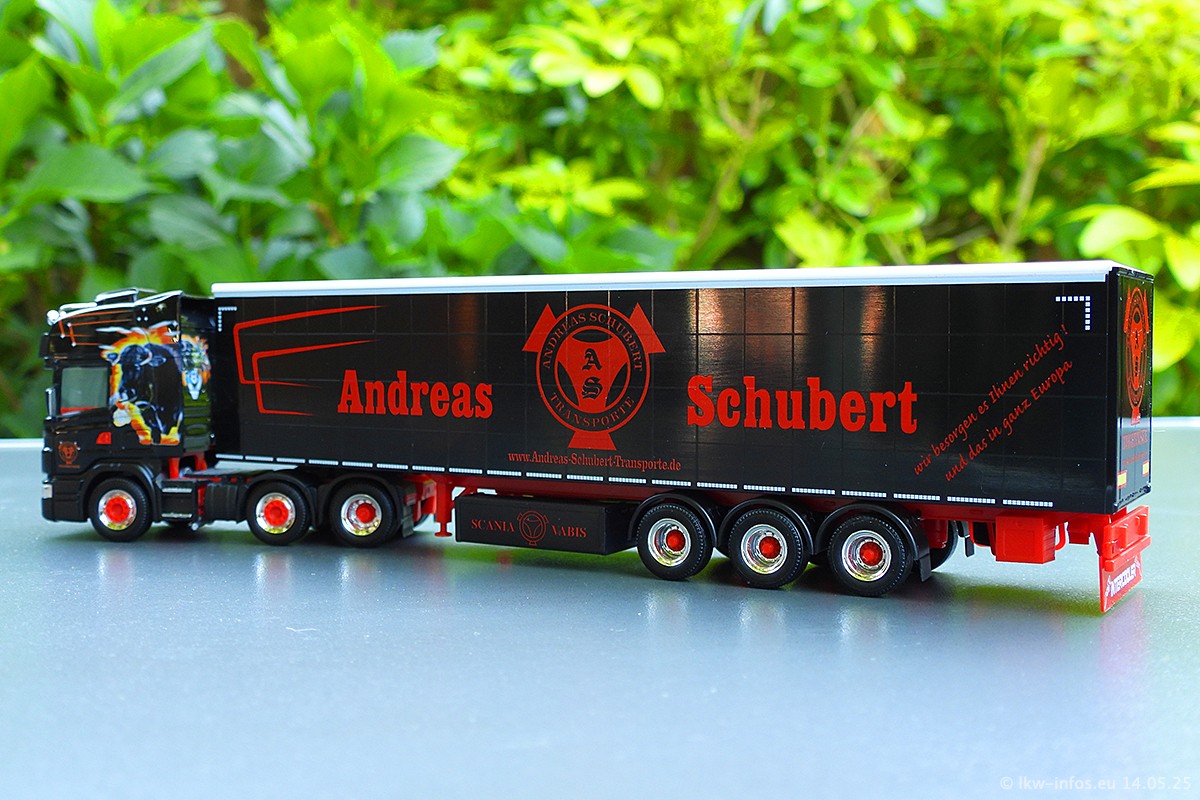 ANDREAS SCHUBERT
AS
TRANSPORTE
Andreas
Schubert
www.Andreas-Schubert-Transporte.de
wir besorgen es Ihnen richtig!
und das in ganz Europa
SCANIA
VABIS
© lkw-infos.eu 14.05.25